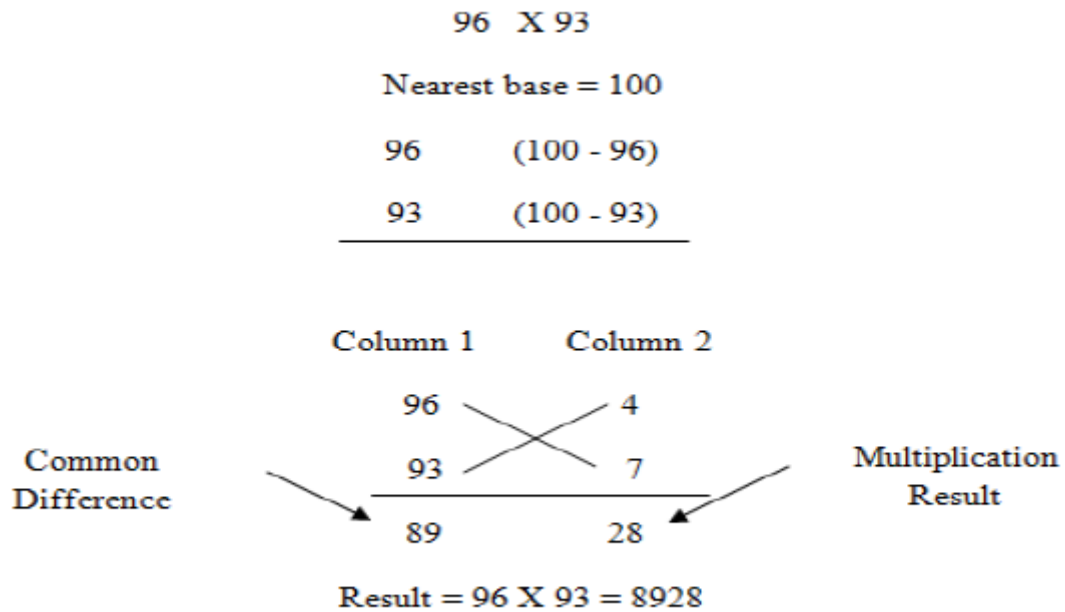 96 X 93
Nearest base = 100
96 (100 - 96)
93 (100 - 93)
Column 1 Column 2
96 4
93 7
Common
Difference
Multiplication
Result
89 28
Result = 96 X 93 = 8928